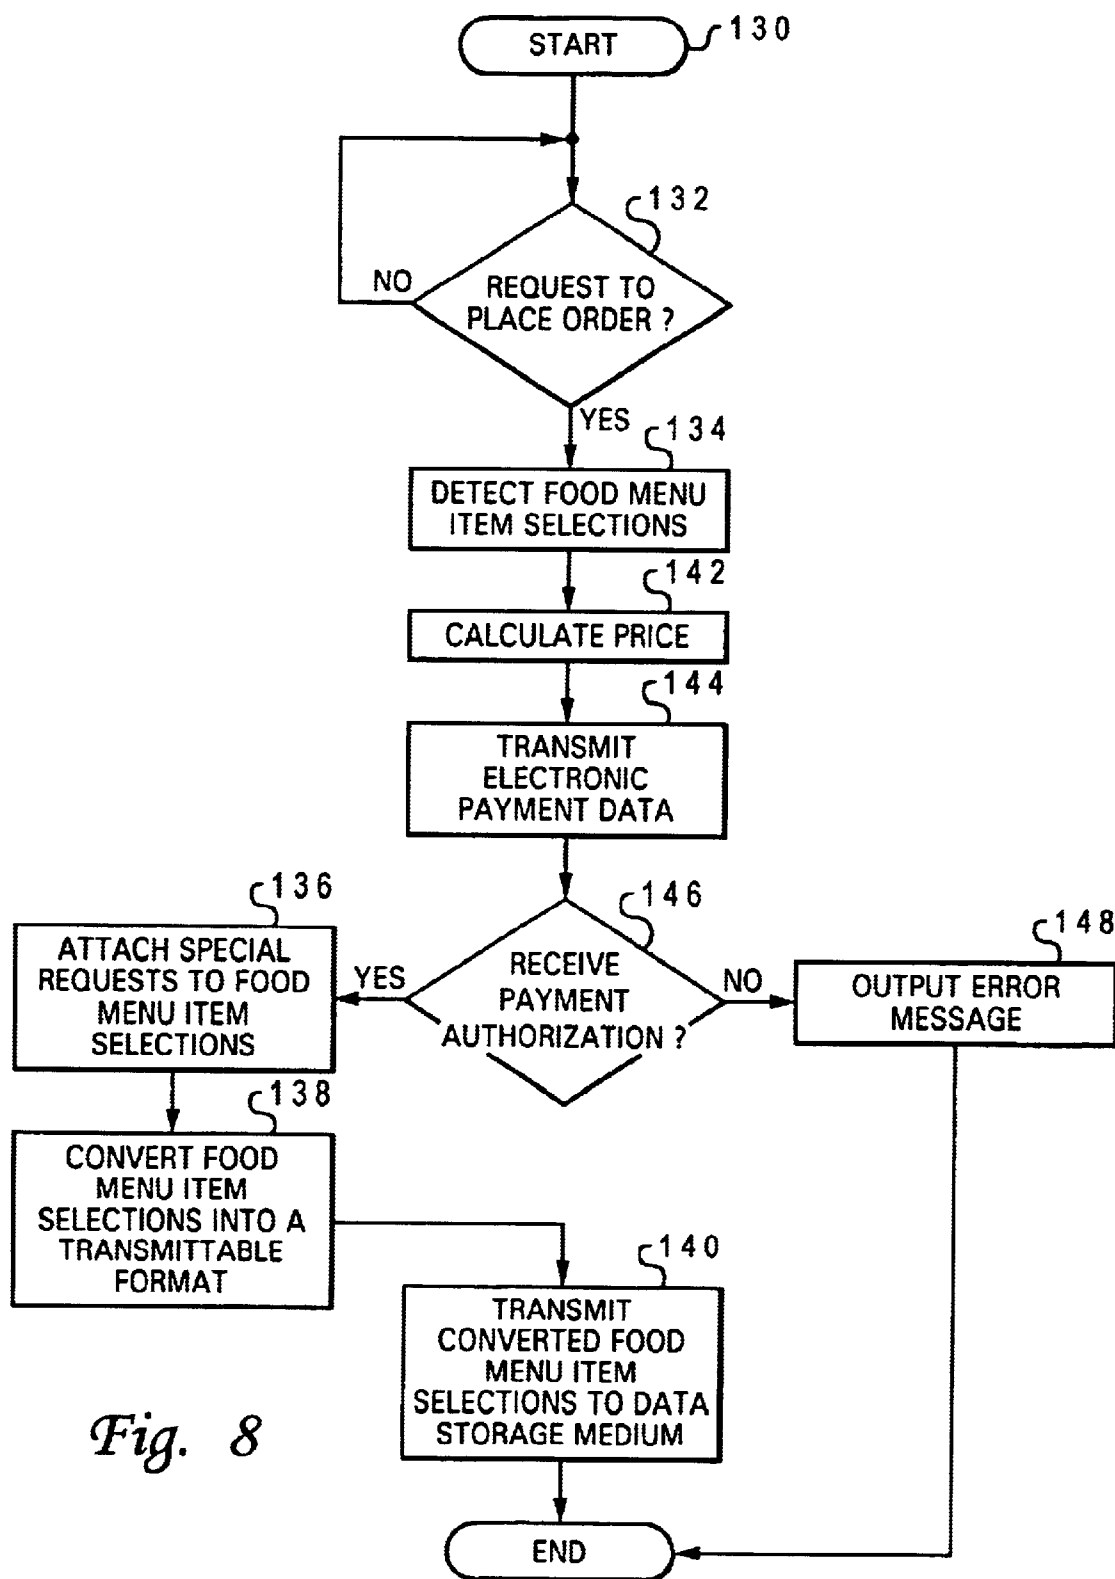 START
130
132
REQUEST TO
PLACE ORDER ?
NO
YES
134
DETECT FOOD MENU
ITEM SELECTIONS
142
CALCULATE PRICE
144
TRANSMIT
ELECTRONIC
PAYMENT DATA
146
RECEIVE
PAYMENT
AUTHORIZATION ?
YES
NO
136
ATTACH SPECIAL
REQUESTS TO FOOD
MENU ITEM
SELECTIONS
148
OUTPUT ERROR
MESSAGE
138
CONVERT FOOD
MENU ITEM
SELECTIONS INTO A
TRANSMITTABLE
FORMAT
140
TRANSMIT
CONVERTED FOOD
MENU ITEM
SELECTIONS TO DATA
STORAGE MEDIUM
END
Fig. 8